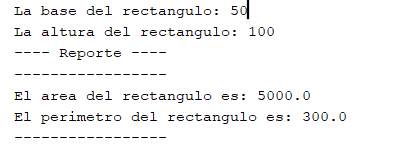 La base del rectangulo: 50
La altura del rectangulo: 100
---- Reporte ----
-----------------
El area del rectangulo es: 5000.0
El perimetro del rectangulo es: 300.0
-----------------